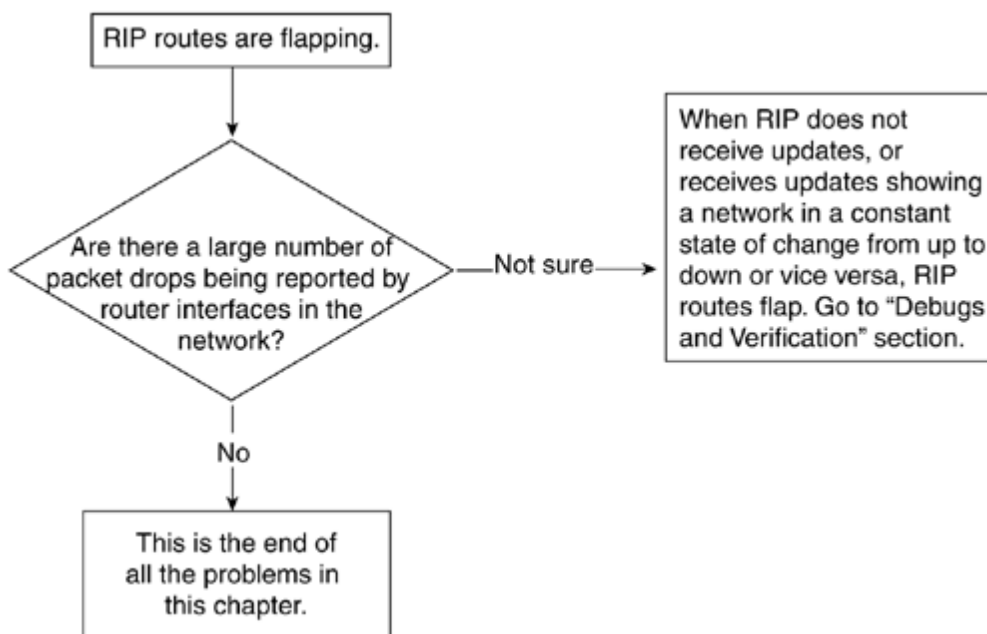 RIP routes are flapping.
Are there a large number of
packet drops being reported by
router interfaces in the
network?
Not sure
When RIP does not
receive updates, or
receives updates showing
a network in a constant
state of change from up to
down or vice versa, RIP
routes flap. Go to “Debugs
and Verification” section.
No
This is the end of
all the problems in
this chapter.